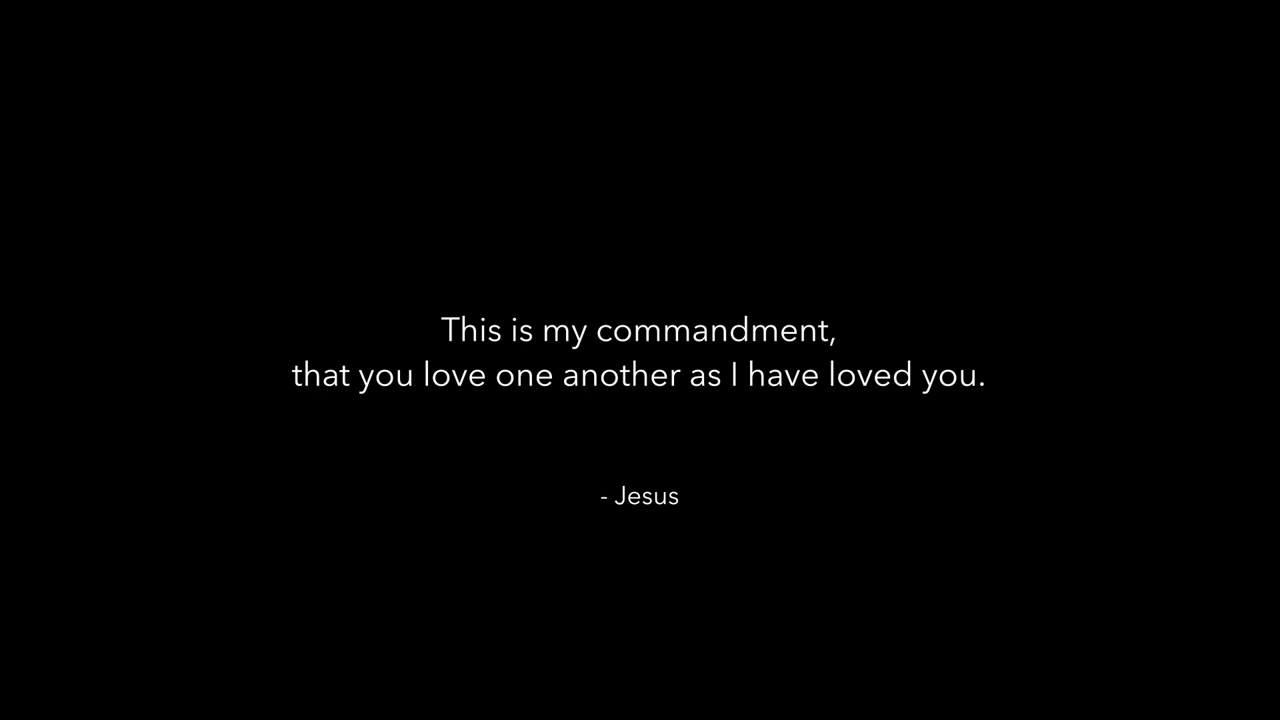 This is my commandment,
that you love one another as I have loved you.
- Jesus